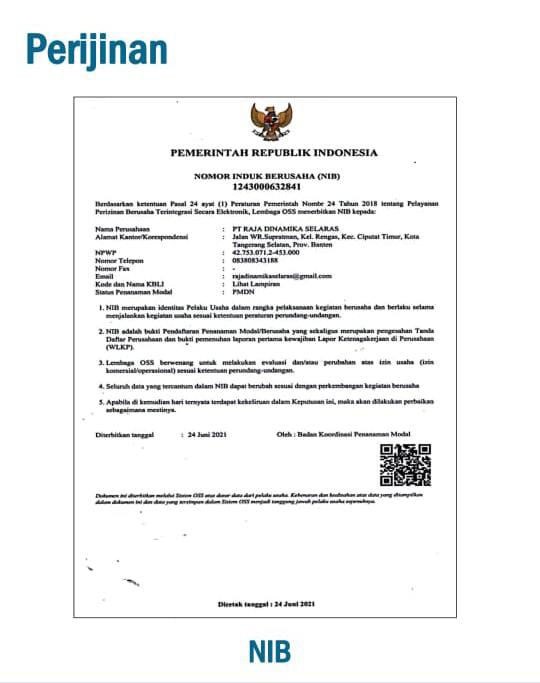 Perijinan
PEMERINTAH REPUBLIK INDONESIA
NOMOR INDUK BERUSAHA (NIB)
1243000632841
Berdasarkan ketentuan Pasal 24 ayat (1) Peraturan Pemerintah Nombr 24 Tahun 2018 tentang Pelayanan
Perizinan Berusaha Terintegrasi Secara Elektronik, Lembaga OSS menerbitkan NIB kepada:
Nama Perusahaan : PT RAJA DINAMIKA SELARAS
Alamat Kantor/Korespondensi : Jalan WR.Supratman, Kel. Rengas, Kec. Ciputat Timur, Kota
Tangerang Selatan, Prov. Banten
NPWP : 42.753.071.2-453.000
Nomor Telepon : 083808343188
Nomor Fax : -
Email : rajadinamikaselaras@gmail.com
Kode dan Nama KBLI : Lihat Lampiran
Status Penanaman Modal : PMDN
1. NIB merupakan identitas Pelaku Usaha dalam rangka pelaksanaan kegiatan berusaha dan berlaku selama
menjalankan kegiatan usaha sesuai ketentuan peraturan perundang-undangan.
2. NIB adalah bukti Pendaftaran Penanaman Modal/Berusaha yang sekaligus merupakan pengesahan Tanda
Daftar Perusahaan dan bukti pemenuhan laporan pertama kewajiban Lapor Ketenagakerjaan di Perusahaan
(WLKP).
3. Lembaga OSS berwenang untuk melakukan evaluasi dan/atau perubahan atas izin usaha (izin
komersial/operasional) sesuai ketentuan perundang-undangan.
4. Seluruh data yang tercantum dalam NIB dapat berubah sesuai dengan perkembangan kegiatan berusaha
5. Apabila di kemudian hari ternyata terdapat kekeliruan dalam Keputusan ini, maka akan dilakukan perbaikan
sebagaimana mestinya.
Diterbitkan tanggal : 24 Juni 2021
Oleh : Badan Koordinasi Penanaman Modal
Dokumen ini diterbitkan melalui Sistem OSS atas dasar data dari pelaku usaha. Kebenaran dan keabsahan atas data yang ditampilkan
dalam dokumen ini dan data yang tersimpan dalam Sistem OSS menjadi tanggung jawab pelaku usaha sepenuhnya.
Dicetak tanggal : 24 Juni 2021
NIB